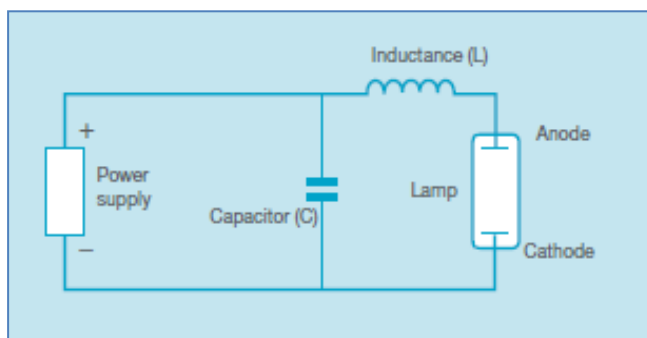 Inductance (L)
+
Anode
Power
supply
Lamp
Capacitor (C)
–
Cathode